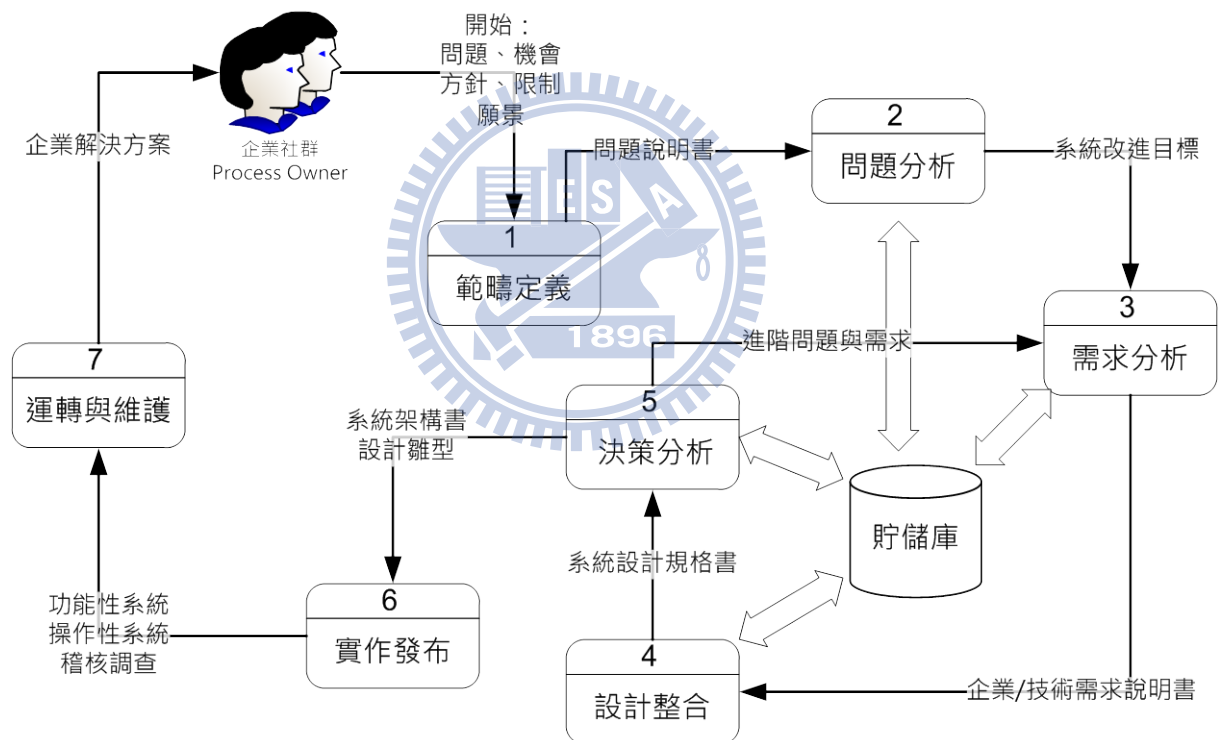 開始：
問題、機會
方針、限制
願景
企業社群
Process Owner
企業解決方案
1
範疇定義
問題說明書
2
問題分析
系統改進目標
3
需求分析
進階問題與需求
5
決策分析
系統架構書
設計雛型
貯儲庫
系統設計規格書
4
設計整合
企業/技術需求說明書
6
實作發布
功能性系統
操作性系統
稽核調查
7
運轉與維護
ESA
1896